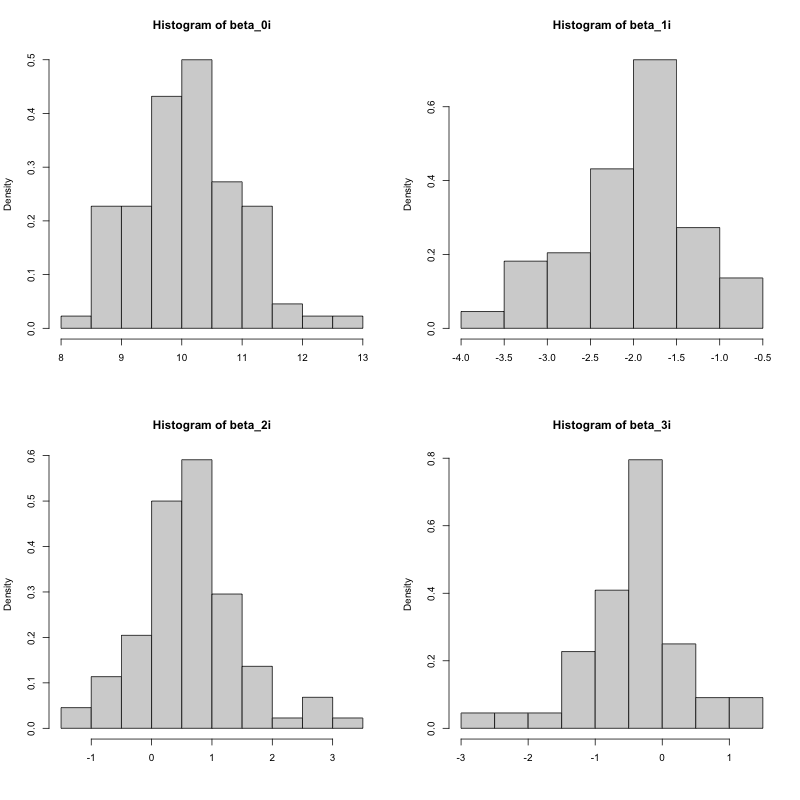 Histogram of beta_0i
Density
0.0 0.1 0.2 0.3 0.4 0.5
8 9 10 11 12 13
Histogram of beta_1i
Density
0.0 0.2 0.4 0.6
-4.0 -3.5 -3.0 -2.5 -2.0 -1.5 -1.0 -0.5
Histogram of beta_2i
Density
0.0 0.1 0.2 0.3 0.4 0.5 0.6
-1 0 1 2 3
Histogram of beta_3i
Density
0.0 0.2 0.4 0.6 0.8
-3 -2 -1 0 1